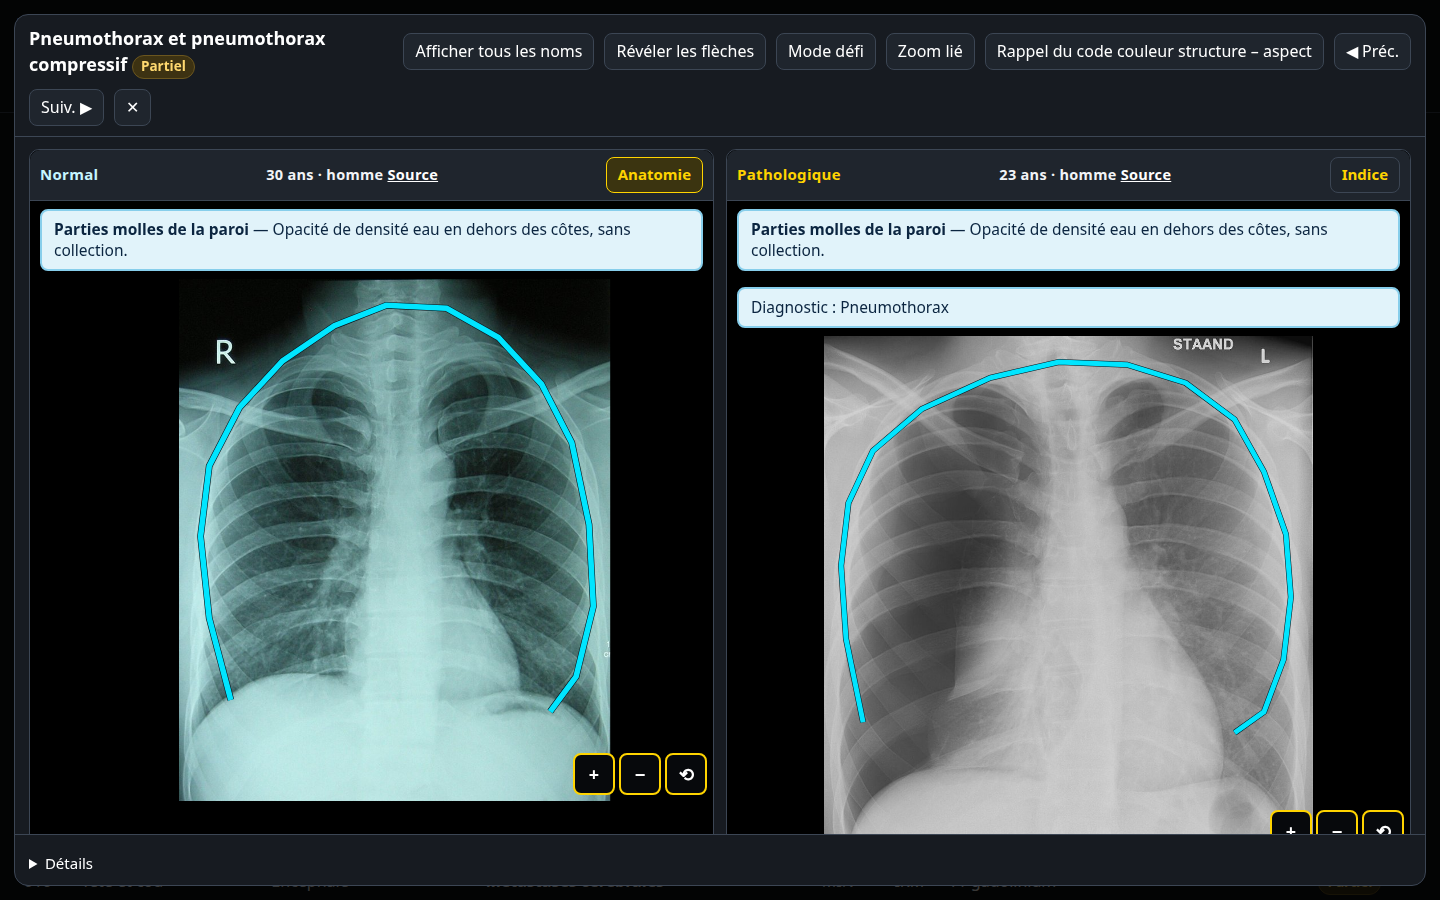 Pneumothorax et pneumothorax
compressif Partiel
Afficher tous les noms
Révéler les flèches
Mode défi
Zoom lié
Rappel du code couleur structure – aspect
◀ Préc.
Suiv. ▶
✕
Normal
30 ans · homme Source
Anatomie
Parties molles de la paroi — Opacité de densité eau en dehors des côtes, sans
collection.
R
+ − ⟲
Pathologique
23 ans · homme Source
Indice
Parties molles de la paroi — Opacité de densité eau en dehors des côtes, sans
collection.
Diagnostic : Pneumothorax
STAAND
L
+ − ⟲
▶ Détails